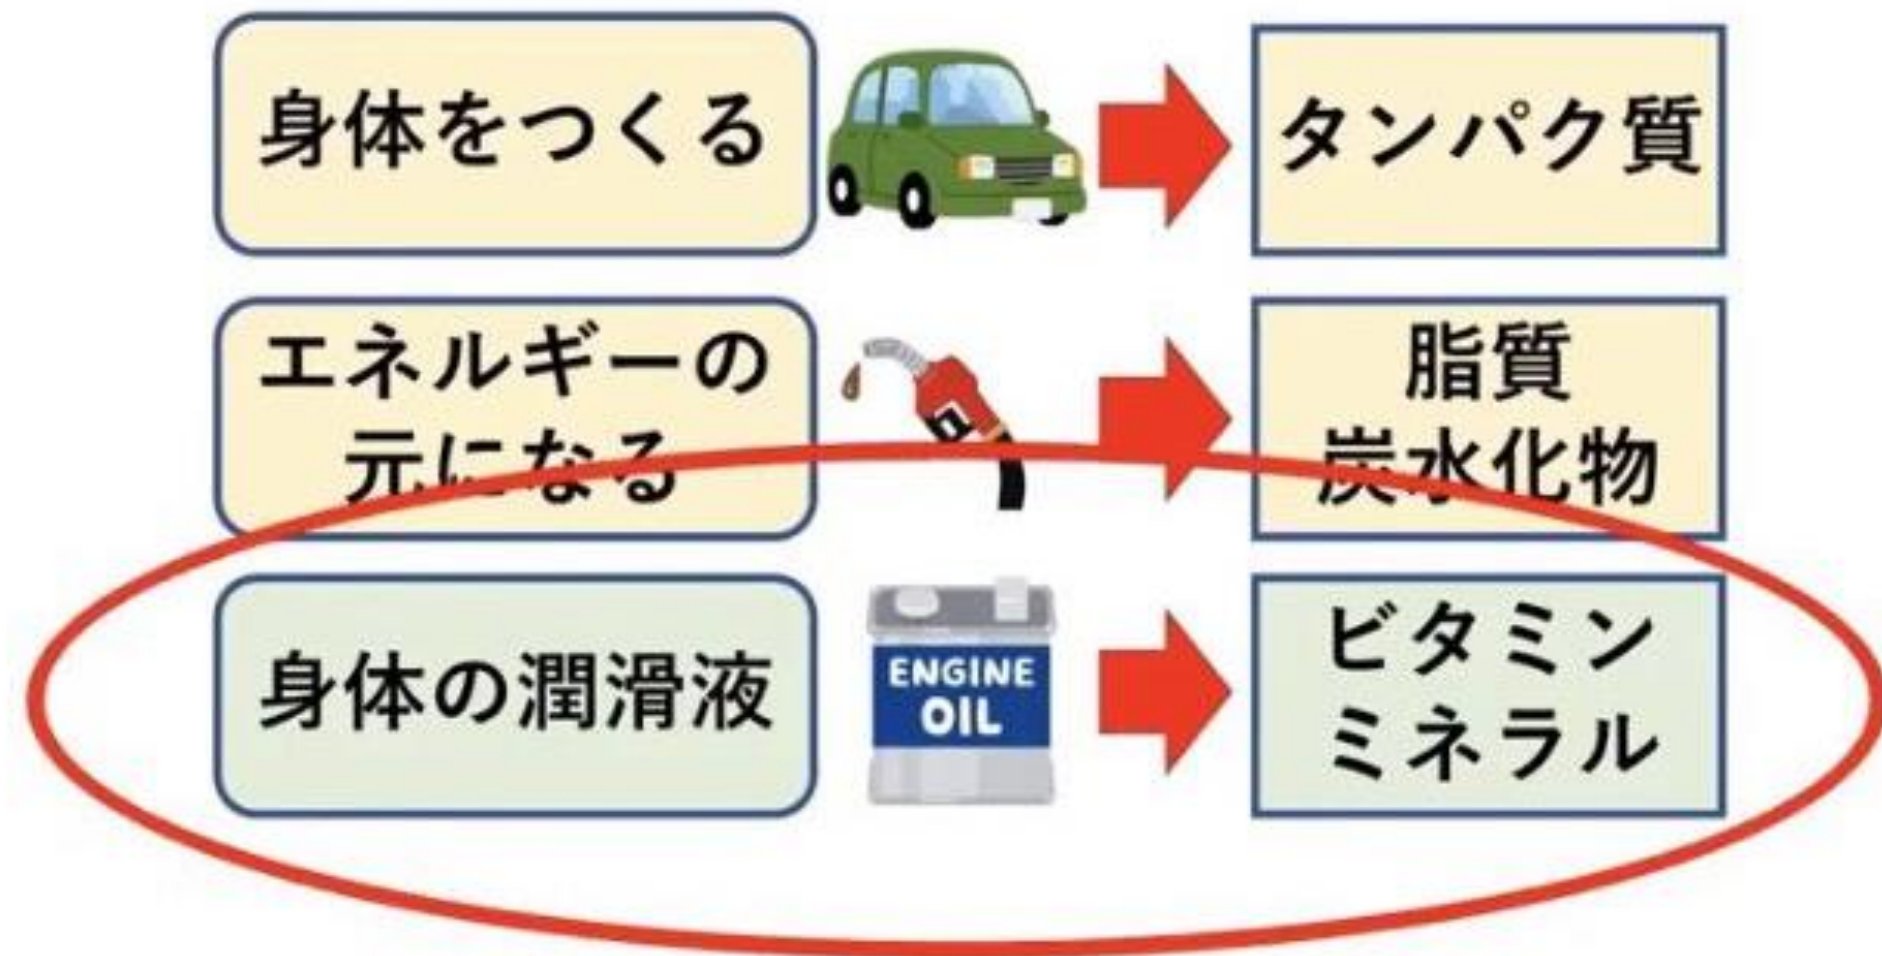 身体をつくる
タンパク質
エネルギーの
元になる
脂質
炭水化物
身体の潤滑液
ENGINE
OIL
ビタミン
ミネラル